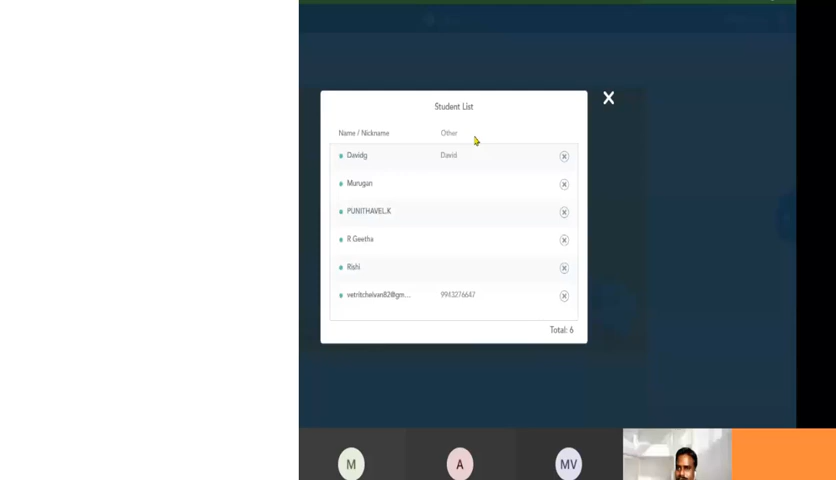 Student List
Name / Nickname Other
Davidg David
Murugan
PUNITHAVEL.K
R Geetha
Rishi
vetritchelvan82@gm... 9943276647
Total: 6
M A MV